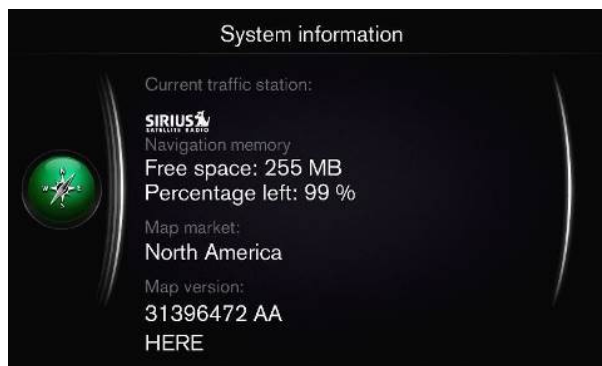 System information
Current traffic station:
SIRIUS
SATELLITE RADIO
Navigation memory
Free space: 255 MB
Percentage left: 99 %
Map market:
North America
Map version:
31396472 AA
HERE